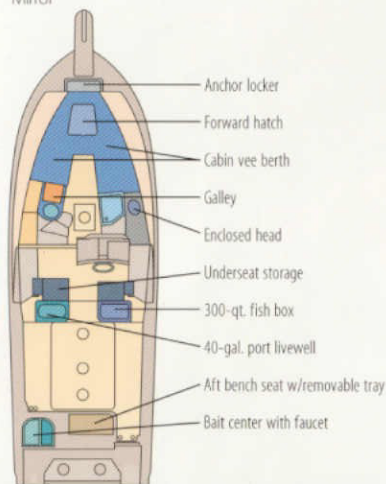 Mirror
Anchor locker
Forward hatch
Cabin vee berth
Galley
Enclosed head
Underseat storage
300-qt. fish box
40-gal. port livewell
Aft bench seat w/removable tray
Bait center with faucet